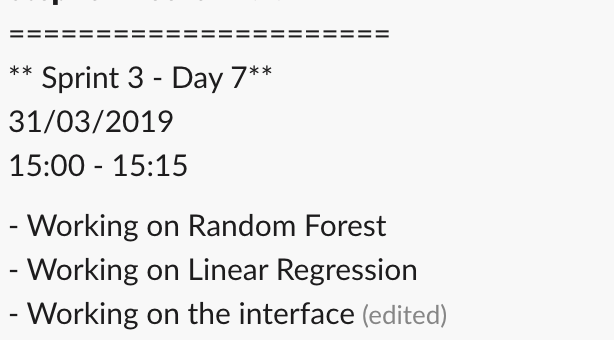 ======================
** Sprint 3 - Day 7**
31/03/2019
15:00 - 15:15
- Working on Random Forest
- Working on Linear Regression
- Working on the interface (edited)